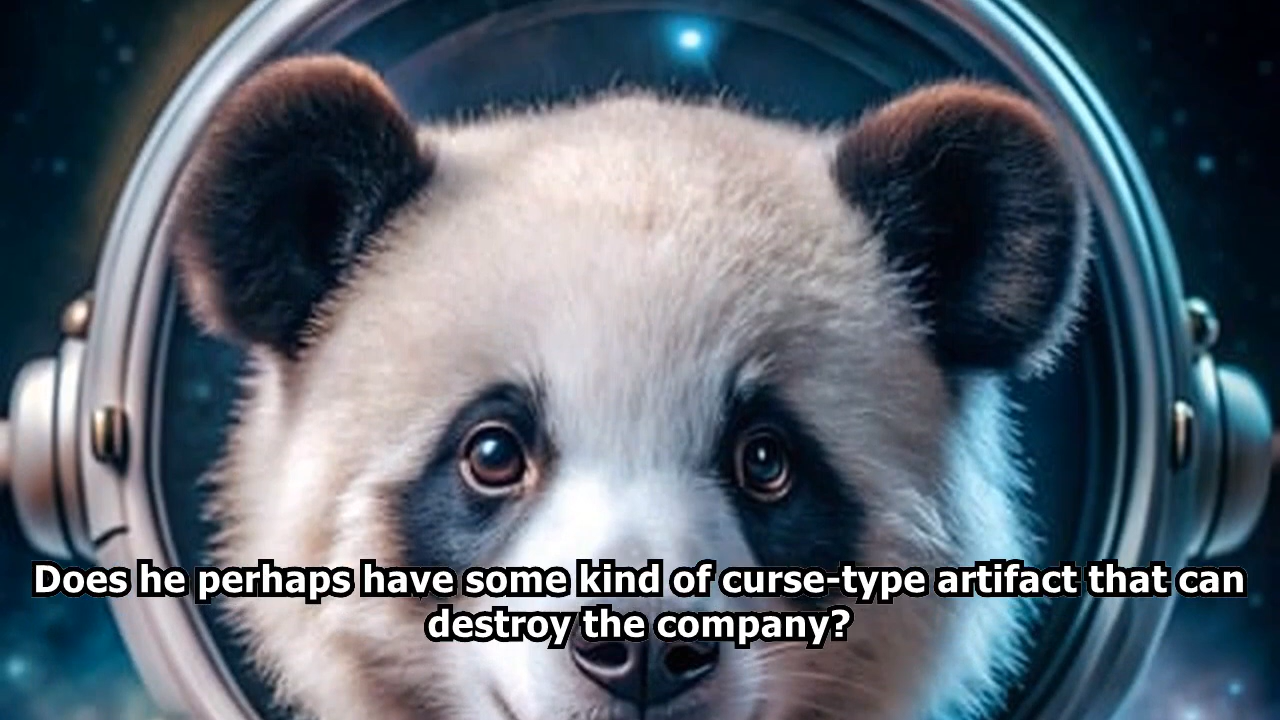 Does he perhaps have some kind of curse-type artifact that can
destroy the company?